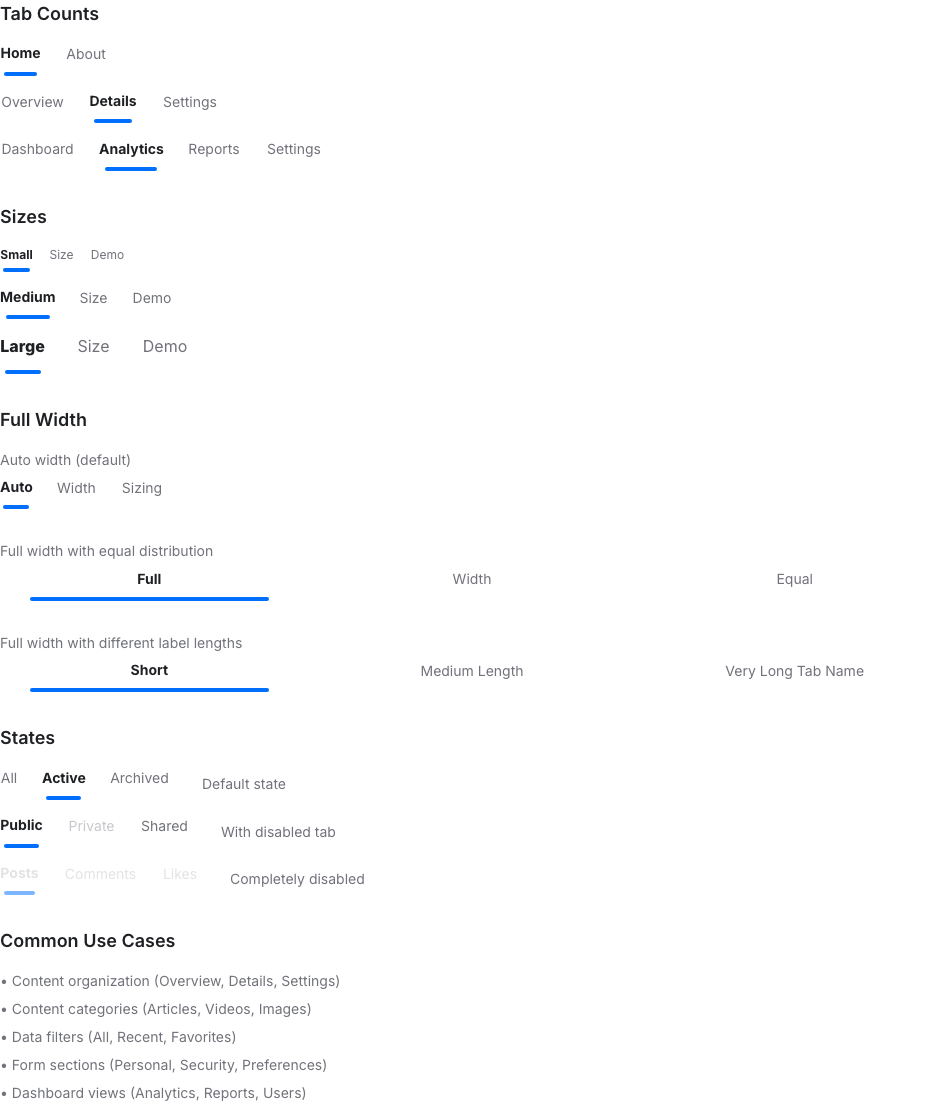 Tab Counts
Home About
Overview Details Settings
Dashboard Analytics Reports Settings
Sizes
Small Size Demo
Medium Size Demo
Large Size Demo
Full Width
Auto width (default)
Auto Width Sizing
Full width with equal distribution
Full Width Equal
Full width with different label lengths
Short Medium Length Very Long Tab Name
States
All Active Archived Default state
Public Private Shared With disabled tab
Posts Comments Likes Completely disabled
Common Use Cases
• Content organization (Overview, Details, Settings)
• Content categories (Articles, Videos, Images)
• Data filters (All, Recent, Favorites)
• Form sections (Personal, Security, Preferences)
• Dashboard views (Analytics, Reports, Users)